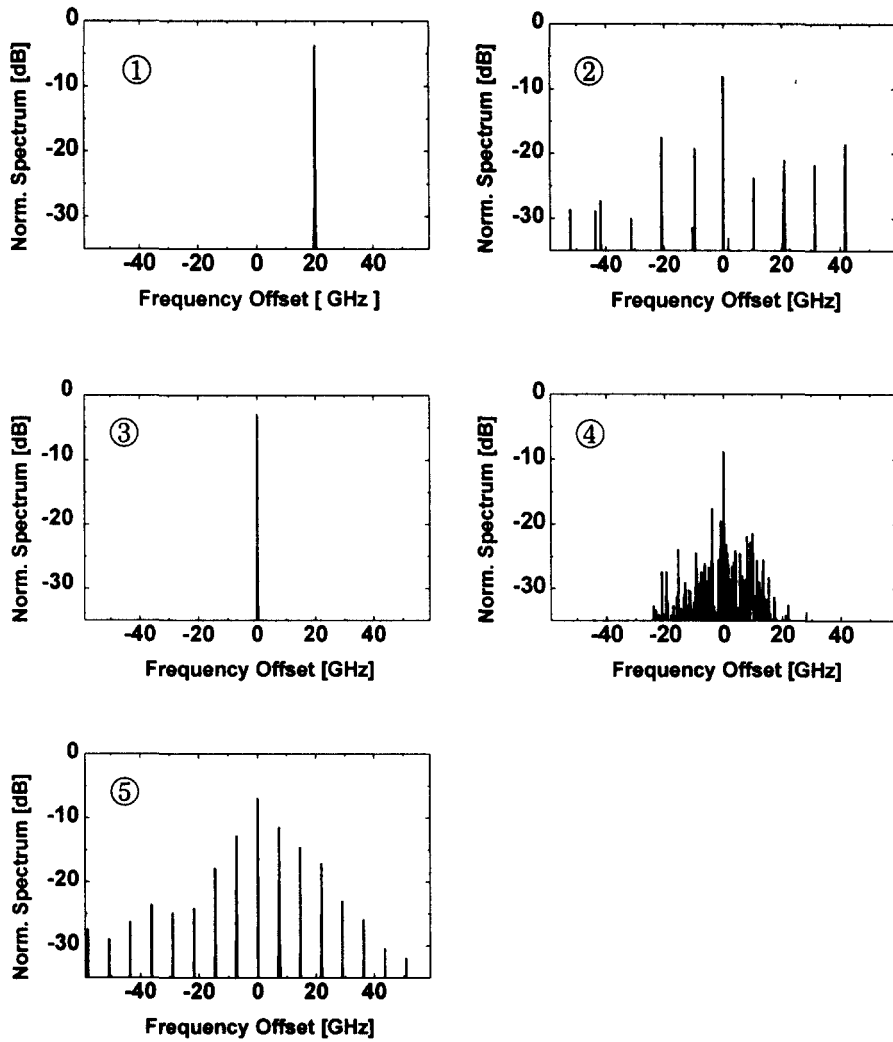 ①
Norm. Spectrum [dB]
0
-10
-20
-30
-40 -20 0 20 40
Frequency Offset [ GHz ]
②
Norm. Spectrum [dB]
0
-10
-20
-30
-40 -20 0 20 40
Frequency Offset [GHz]
③
Norm. Spectrum [dB]
0
-10
-20
-30
-40 -20 0 20 40
Frequency Offset [GHz]
④
Norm. Spectrum [dB]
0
-10
-20
-30
-40 -20 0 20 40
Frequency Offset [GHz]
⑤
Norm. Spectrum [dB]
0
-10
-20
-30
-40 -20 0 20 40
Frequency Offset [GHz]